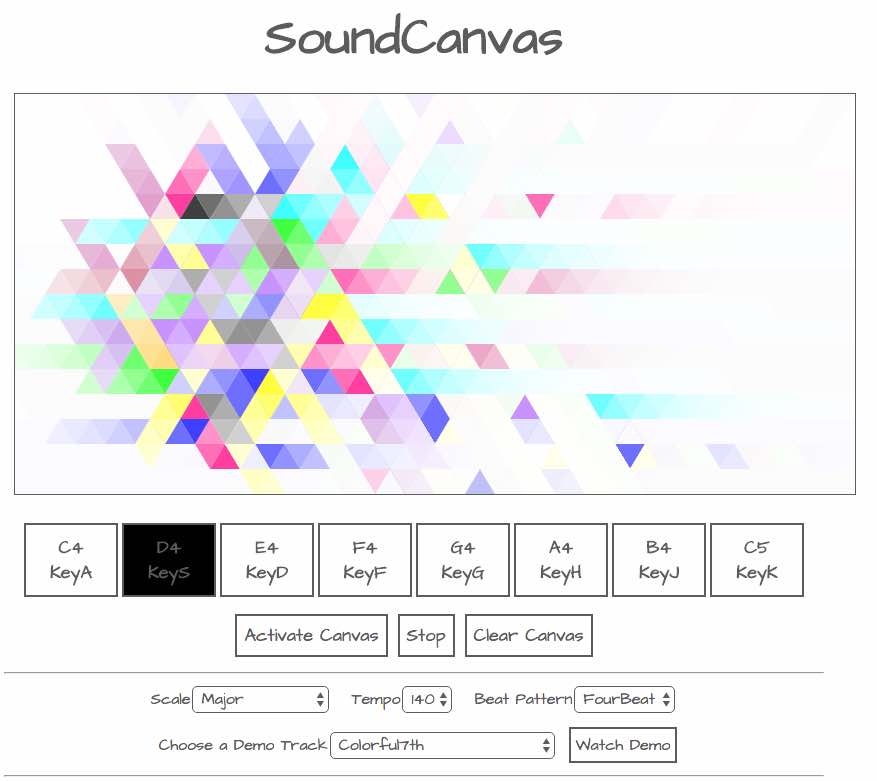 SoundCanvas
C4 D4 E4 F4 G4 A4 B4 C5
KeyA KeyS KeyD KeyF KeyG KeyH KeyJ KeyK
Activate Canvas Stop Clear Canvas
Scale Major Tempo 140 Beat Pattern FourBeat
Choose a Demo Track Colorful7th Watch Demo